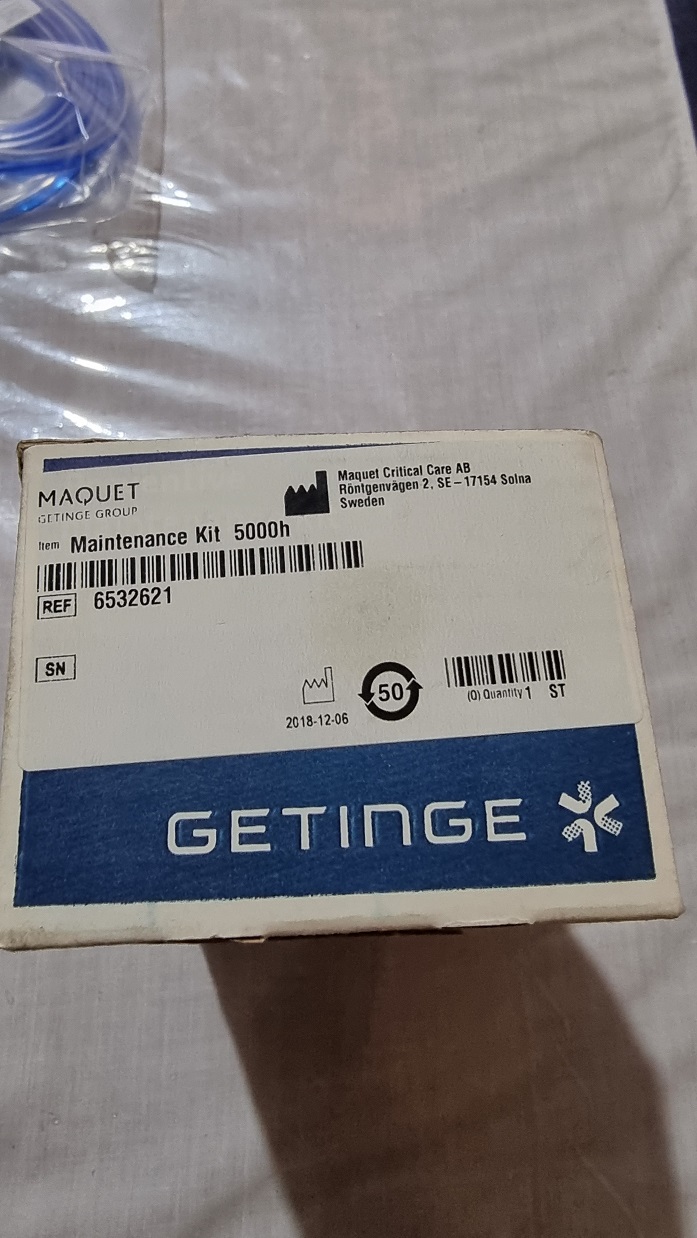 MAQUET
GETINGE GROUP
Maquet Critical Care AB
Röntgenvägen 2, SE – 17154 Solna
Sweden
Item Maintenance Kit 5000h
REF 6532621
SN
2018-12-06
50
(Q) Quantity 1 ST
GETINGE